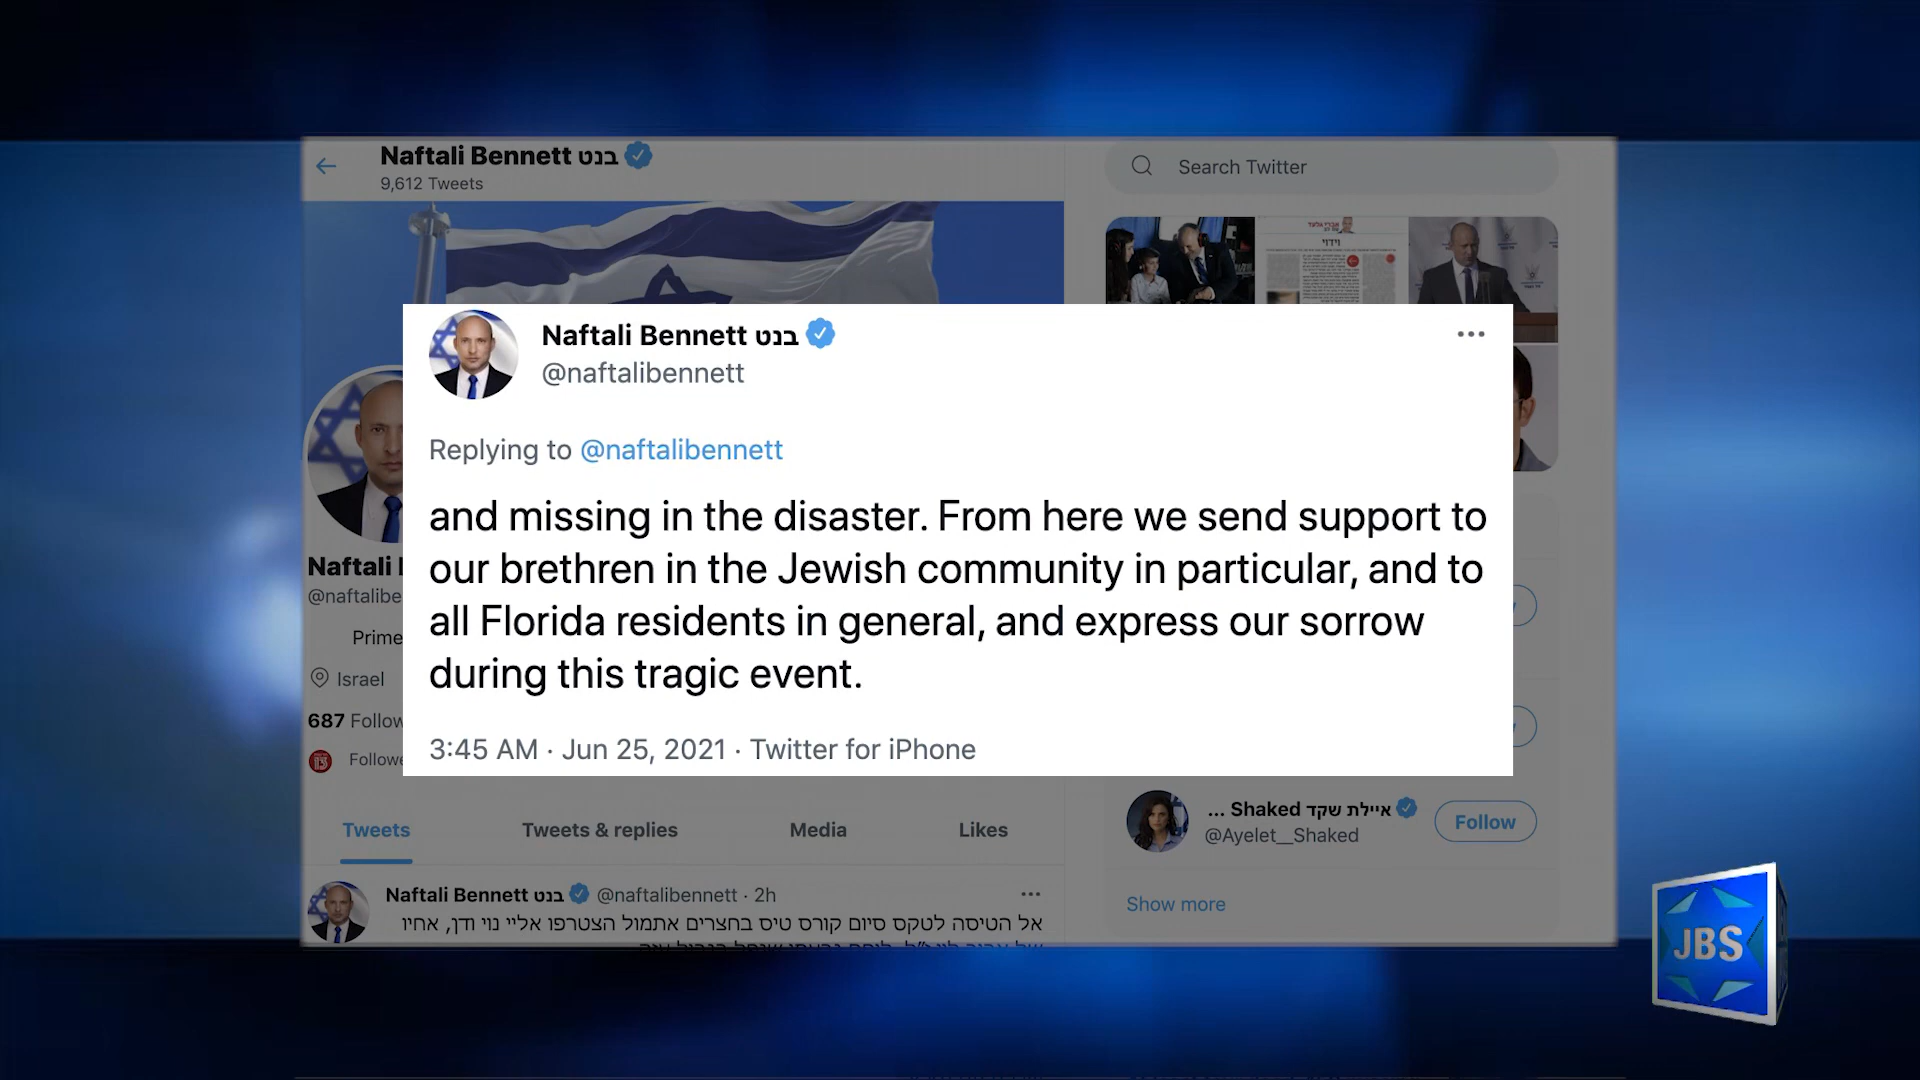 Naftali Bennett בנט
9,612 Tweets
Search Twitter
וידוי
Naftali Bennett בנט
@naftalibennett
Replying to @naftalibennett
and missing in the disaster. From here we send support to
our brethren in the Jewish community in particular, and to
all Florida residents in general, and express our sorrow
during this tragic event.
3:45 AM · Jun 25, 2021 · Twitter for iPhone
Naftali
@naftalibe
Prime
Israel
687 Follow
13
Followe
Tweets
Tweets & replies
Media
Likes
... Shaked איילת שקד
@Ayelet__Shaked
Follow
Show more
Naftali Bennett בנט @naftalibennett · 2h
אל הטיסה לטקס סיום קורס טיס בחצרים אתמול הצטרפו אליי נוי ודן, אחיו
JBS